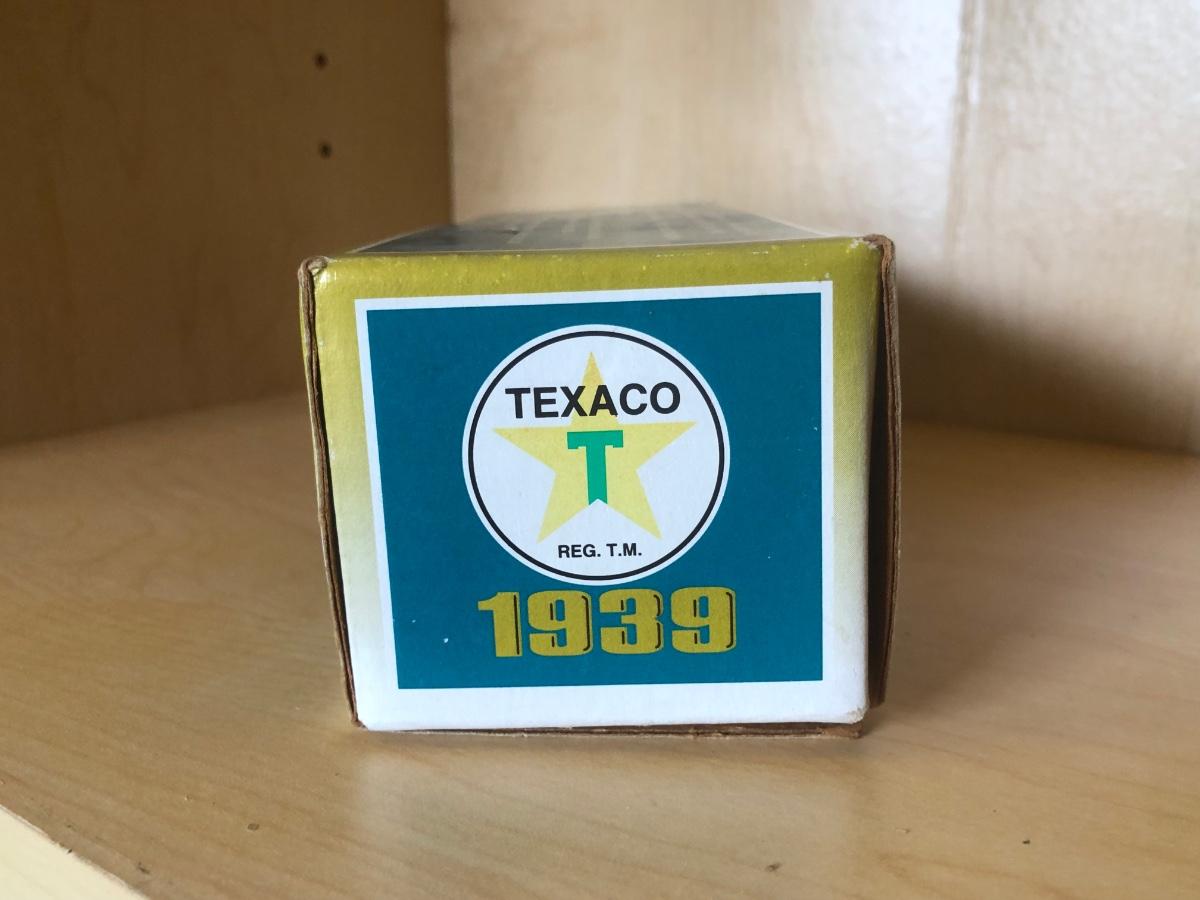 TEXACO
T
REG. T.M.
1939